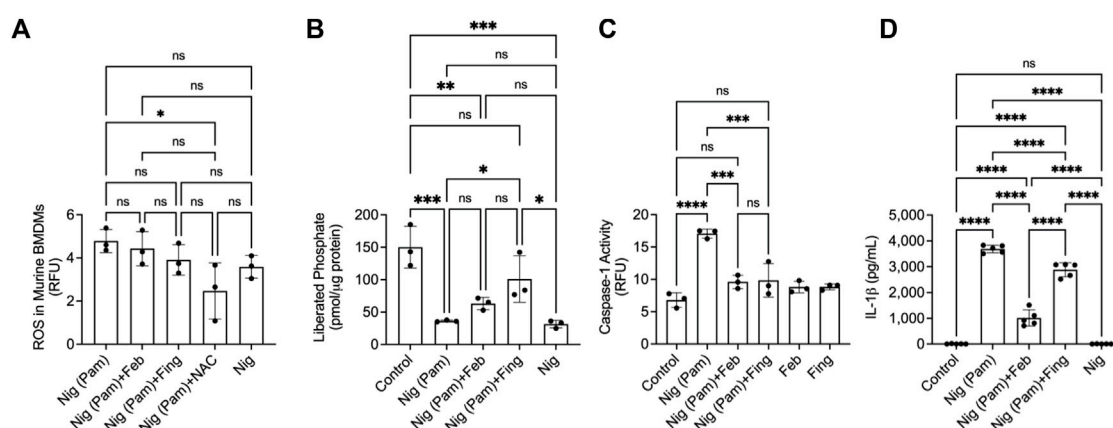 A
ns
ns
ns
*
ns
ns
ns
ns
ns
ns
ns
ROS in Murine BMDMs
(RFU)
6
4
2
0
Nig (Pam)
Nig (Pam)+Feb
Nig (Pam)+Fing
Nig (Pam)+NAC
Nig
B
***
ns
**
ns
ns
*
***
ns
ns
*
Liberated Phosphate
(pmol/µg protein)
200
150
100
50
0
Control
Nig (Pam)
Nig (Pam)+Feb
Nig (Pam)+Fing
Nig
C
ns
***
ns
***
****
ns
Caspase-1 Activity
(RFU)
20
15
10
5
0
Control
Nig (Pam)
Nig (Pam)+Feb
Nig (Pam)+Fing
Feb
Fing
D
ns
****
****
****
****
****
****
****
****
****
IL-1β (pg/mL)
5,000
4,000
3,000
2,000
1,000
0
Control
Nig (Pam)
Nig (Pam)+Feb
Nig (Pam)+Fing
Nig